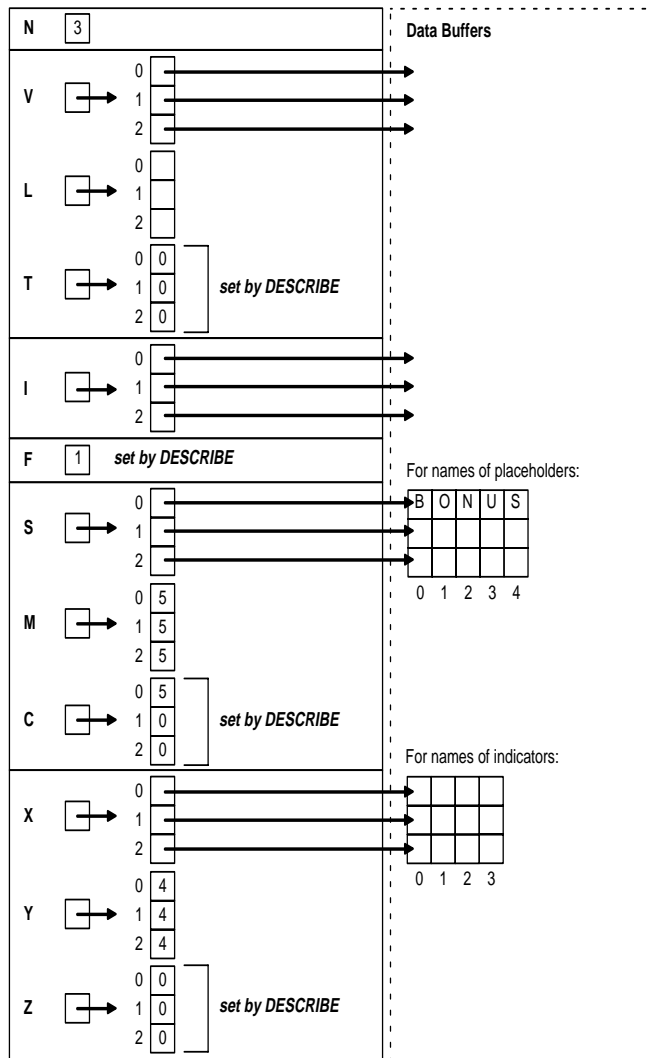 N 3
Data Buffers
0
V 1
2
0
L 1
2
0 0
T 1 0 set by DESCRIBE
2 0
0
I 1
2
F 1 set by DESCRIBE
For names of placeholders:
0 B O N U S
S 1
2
0 1 2 3 4
0 5
M 1 5
2 5
0 5
C 1 0 set by DESCRIBE
2 0
For names of indicators:
0
X 1
2
0 1 2 3
0 4
Y 1 4
2 4
0 0
Z 1 0 set by DESCRIBE
2 0